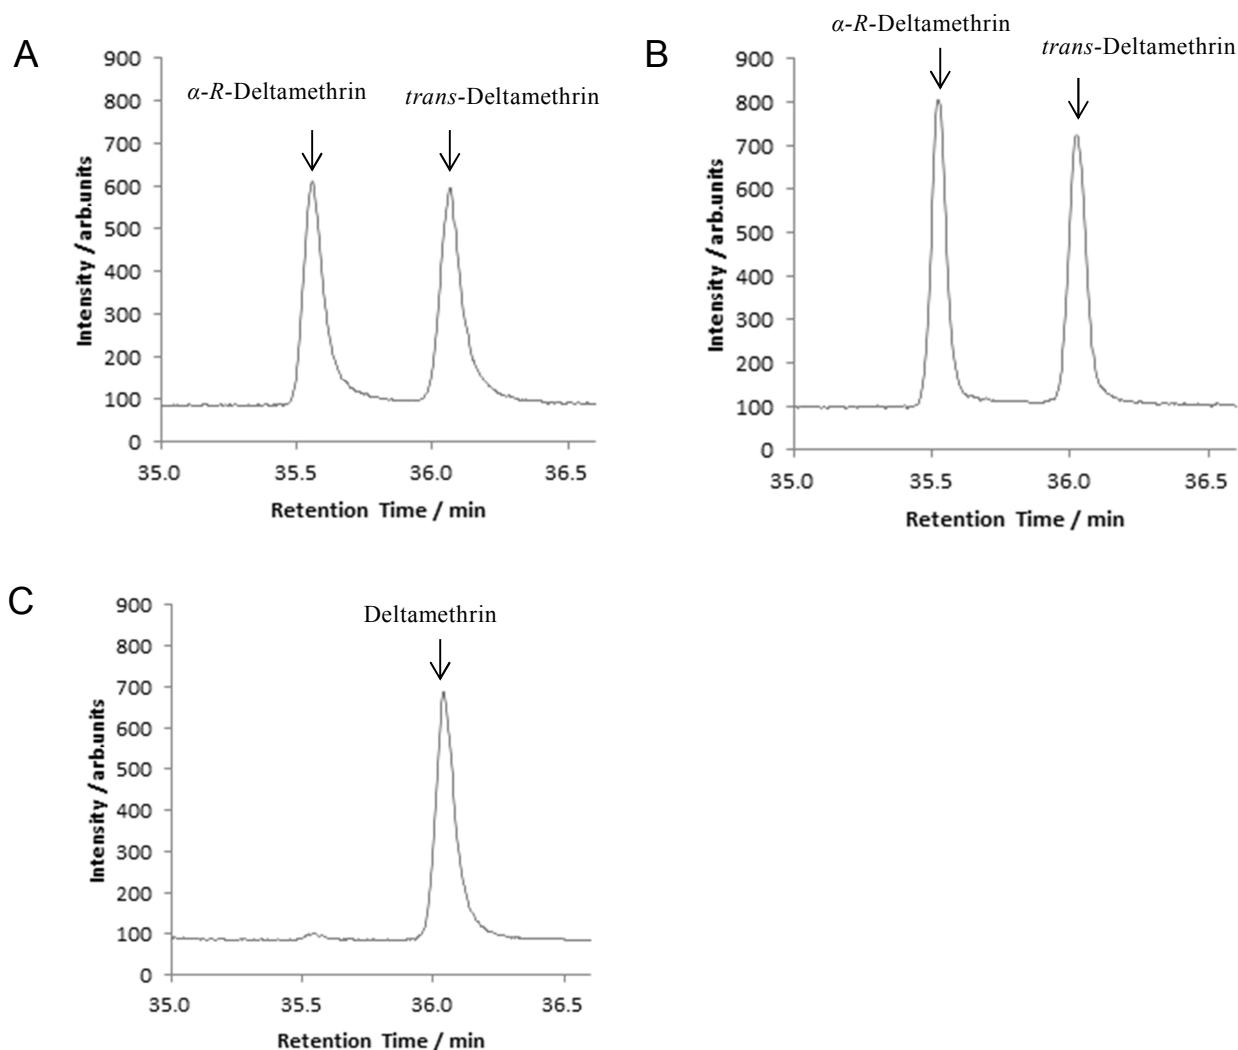 A
α-R-Deltamethrin
trans-Deltamethrin
900
800
700
600
500
400
300
200
100
0
Intensity / arb.units
35.0 35.5 36.0 36.5
Retention Time / min
B
α-R-Deltamethrin
trans-Deltamethrin
900
800
700
600
500
400
300
200
100
0
Intensity / arb.units
35.0 35.5 36.0 36.5
Retention Time / min
C
Deltamethrin
900
800
700
600
500
400
300
200
100
0
Intensity / arb.units
35.0 35.5 36.0 36.5
Retention Time / min